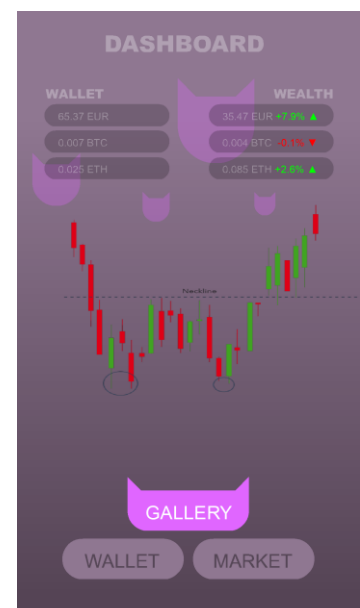 DASHBOARD
WALLET WEALTH
65.37 EUR 35.47 EUR +7.9% ▲
0.007 BTC 0.004 BTC -0.1% ▼
0.025 ETH 0.085 ETH +2.6% ▲
Neckline
GALLERY
WALLET MARKET